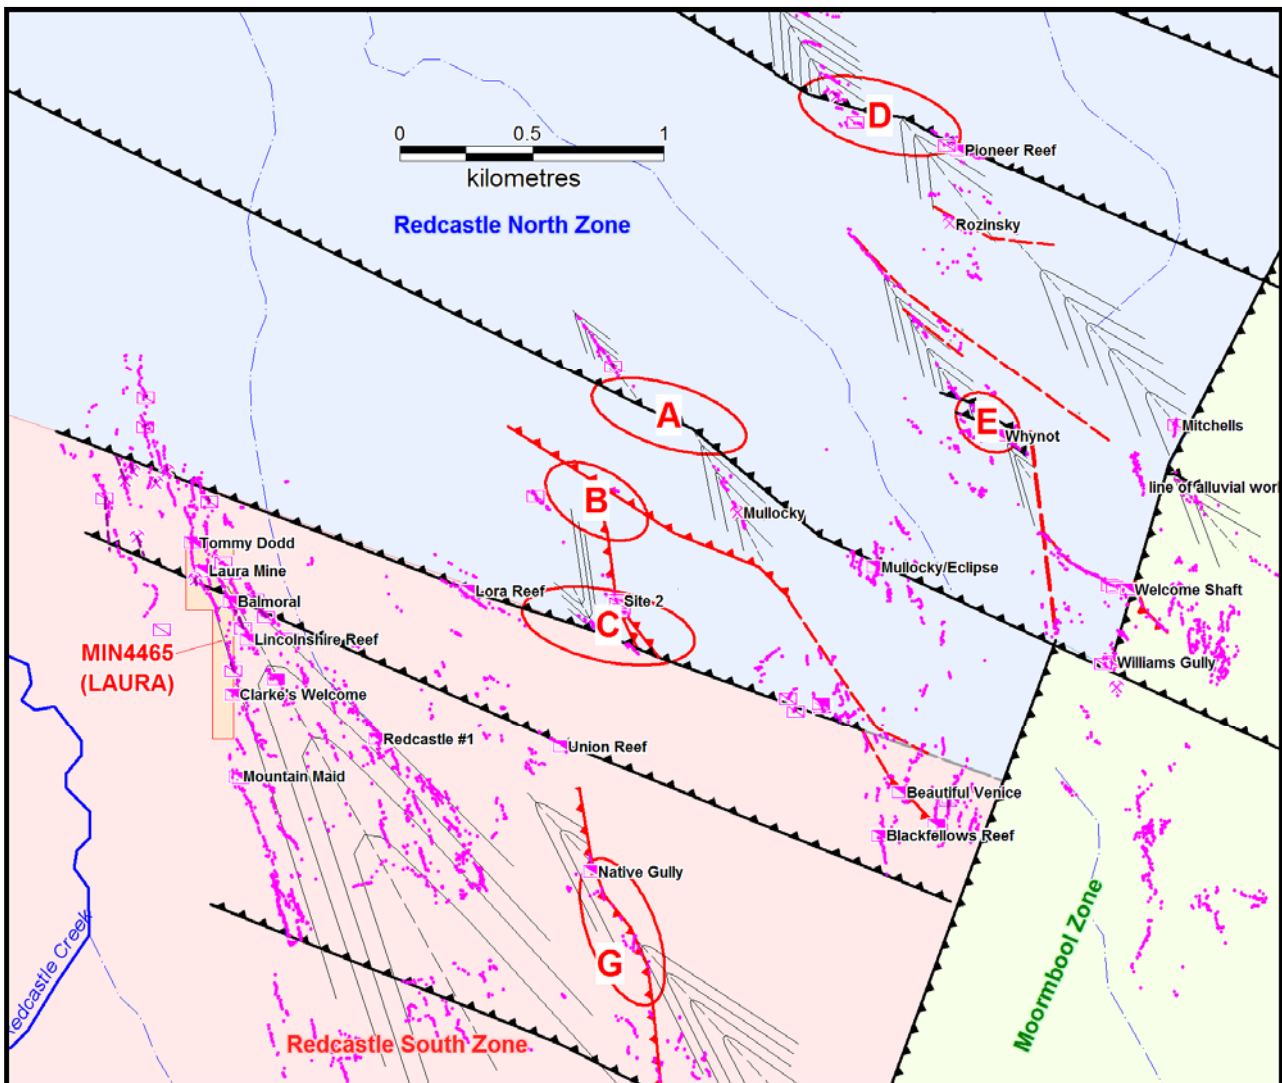 D
Pioneer Reef
0 0.5 1
kilometres
Redcastle North Zone
Rozinsky
A
E
Whynot
Mitchells
B
line of alluvial wor
Mullocky
Tommy Dodd
Laura Mine
Mullocky/Eclipse
Lora Reef
Welcome Shaft
Balmoral
Site 2
C
Lincolnshire Reef
MIN4465
(LAURA)
Williams Gully
Clarke's Welcome
Redcastle #1
Union Reef
Mountain Maid
Beautiful Venice
Blackfellows Reef
Native Gully
G
Redcastle Creek
Moormbool Zone
Redcastle South Zone